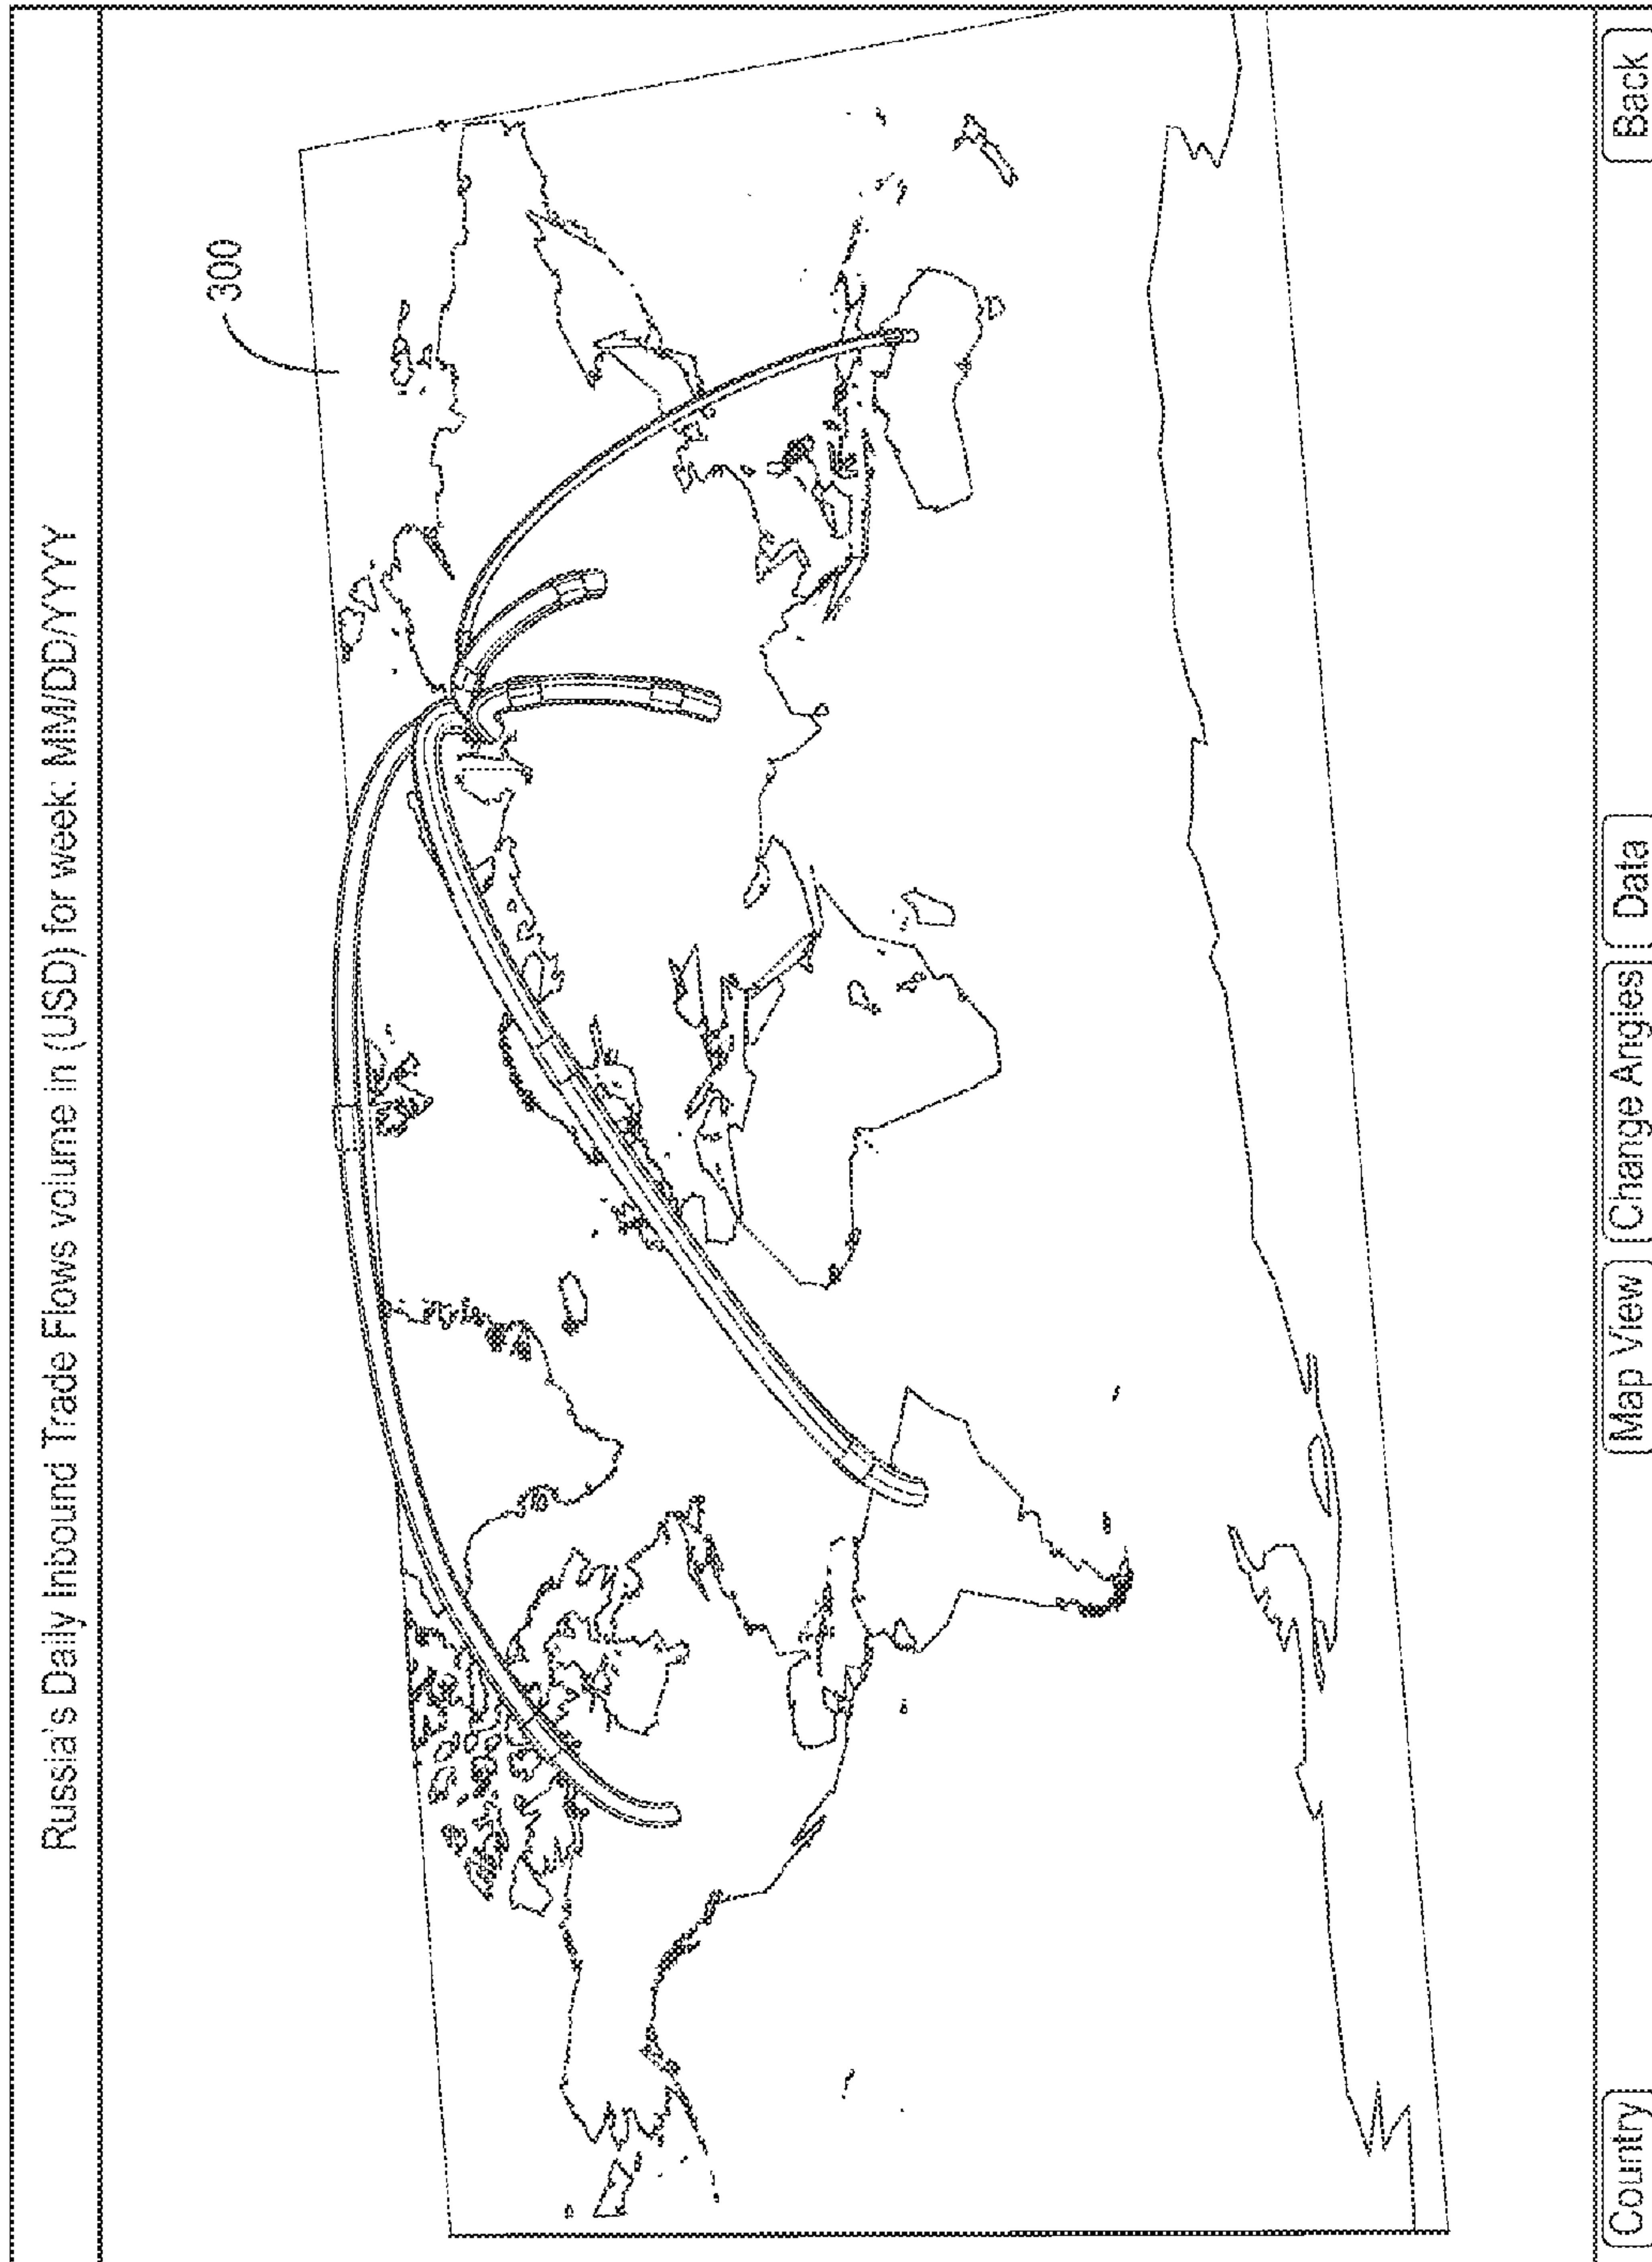 Russia's Daily Inbound Trade Flows volume in (USD) for week: MM/DD/YYYY
300
Country
Map View
Change Angles
Data
Back